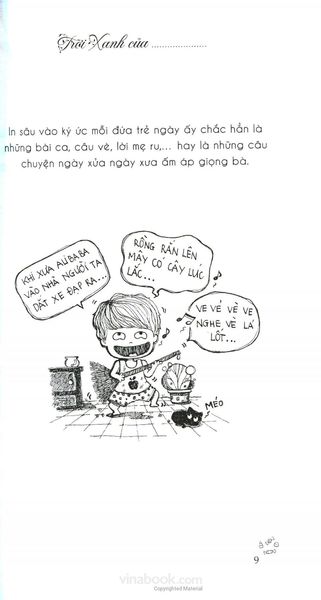 Trời Xanh của .....................
In sâu vào ký ức mỗi đứa trẻ ngày ấy chắc hẳn là
những bài ca, câu vè, lời mẹ ru,... hay là những câu
chuyện ngày xửa ngày xưa ấm áp giọng bà.
KHI XƯA ALIBABA
VÀO NHÀ NGƯỜI TA
DẮT XE ĐẠP RA...
RỒNG RẮN LÊN
MÂY CÓ CÂY LÚC
LẮC...
VE VẺ VÈ VE
NGHE VÈ LÁ
LỐT...
MÉO
9
vinabook.com
Copyrighted Material